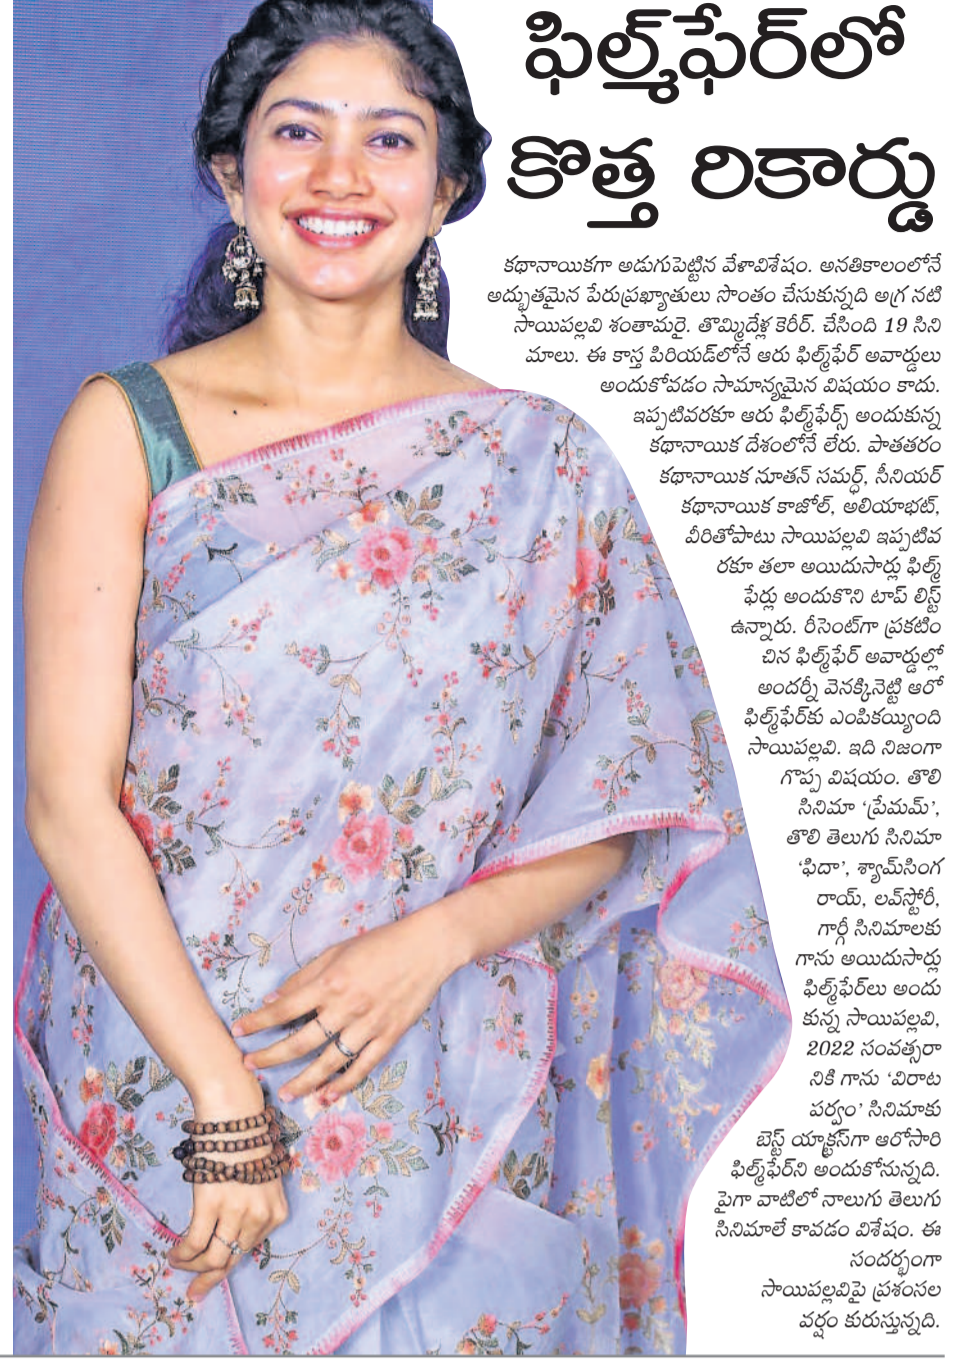 ఫిల్మ్‌ఫేర్‌లో
కొత్త రికార్డు
కథానాయికగా అడుగుపెట్టిన వేళావిశేషం. అనతికాలంలోనే
అద్భుతమైన పేరుప్రఖ్యాతులు సొంతం చేసుకున్నది అగ్ర నటి
సాయిపల్లవి శంతామరై. తొమ్మిదేళ్ల కెరీర్. చేసింది 19 సిని
మాలు. ఈ కాస్త పిరియడ్‌లోనే ఆరు ఫిల్మ్‌ఫేర్ అవార్డులు
అందుకోవడం సామాన్యమైన విషయం కాదు.
ఇప్పటివరకూ ఆరు ఫిల్మ్‌ఫేర్స్ అందుకున్న
కథానాయిక దేశంలోనే లేరు. పాతతరం
కథానాయిక నూతన్ సమర్థ్, సీనియర్
కథానాయిక కాజోల్, అలియాభట్,
వీరితోపాటు సాయిపల్లవి ఇప్పటివ
రకూ తలా అయిదుసార్లు ఫిల్మ్
ఫేర్లు అందుకొని టాప్ లిస్ట్
ఉన్నారు. రీసెంట్‌గా ప్రకటిం
చిన ఫిల్మ్‌ఫేర్ అవార్డుల్లో
అందర్నీ వెనక్కినెట్టి ఆరో
ఫిల్మ్‌ఫేర్‌కు ఎంపికయ్యింది
సాయిపల్లవి. ఇది నిజంగా
గొప్ప విషయం. తొలి
సినిమా ‘ప్రేమమ్’,
తొలి తెలుగు సినిమా
‘ఫిదా’, శ్యామ్‌సింగ
రాయ్, లవ్‌స్టోరీ,
గార్గీ సినిమాలకు
గాను అయిదుసార్లు
ఫిల్మ్‌ఫేర్‌లు అందు
కున్న సాయిపల్లవి,
2022 సంవత్సరా
నికి గాను ‘విరాట
పర్వం’ సినిమాకు
బెస్ట్ యాక్ట్రస్‌గా ఆరోసారి
ఫిల్మ్‌ఫేర్‌ని అందుకోనున్నది.
పైగా వాటిలో నాలుగు తెలుగు
సినిమాలే కావడం విశేషం. ఈ
సందర్భంగా
సాయిపల్లవిపై ప్రశంసల
వర్షం కురుస్తున్నది.